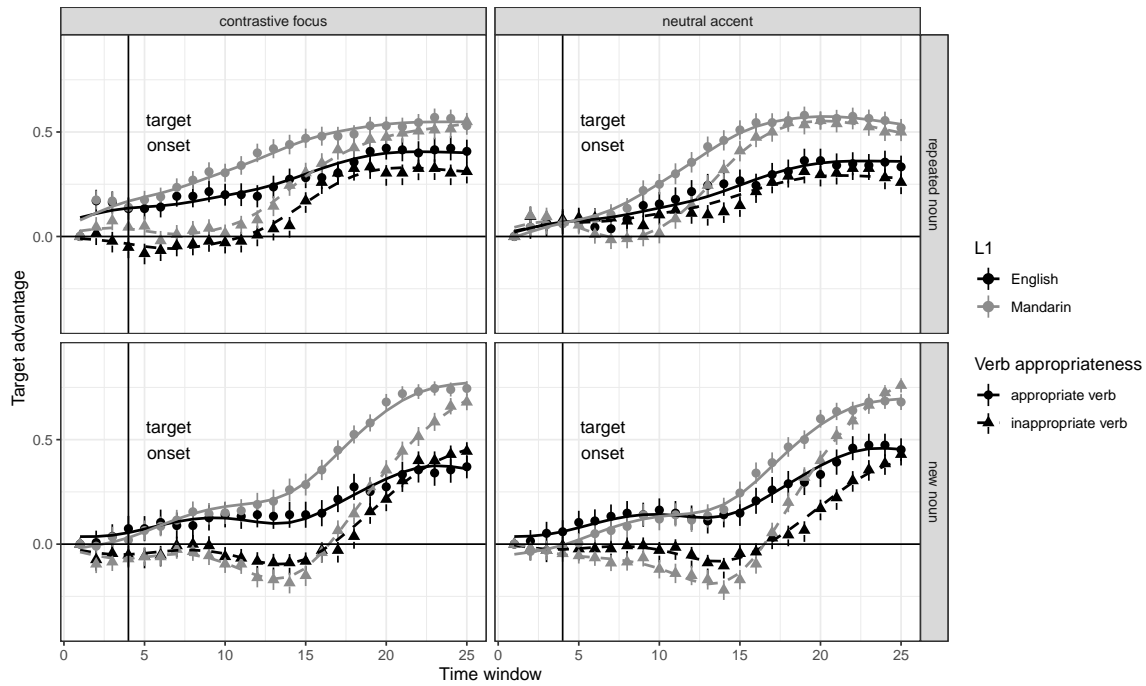 contrastive focus
neutral accent
target
onset
target
onset
repeated noun
0.5
0.0
target
onset
target
onset
new noun
0.5
0.0
0 5 10 15 20 25
0 5 10 15 20 25
Time window
Target advantage
L1
English
Mandarin
Verb appropriateness
appropriate verb
inappropriate verb